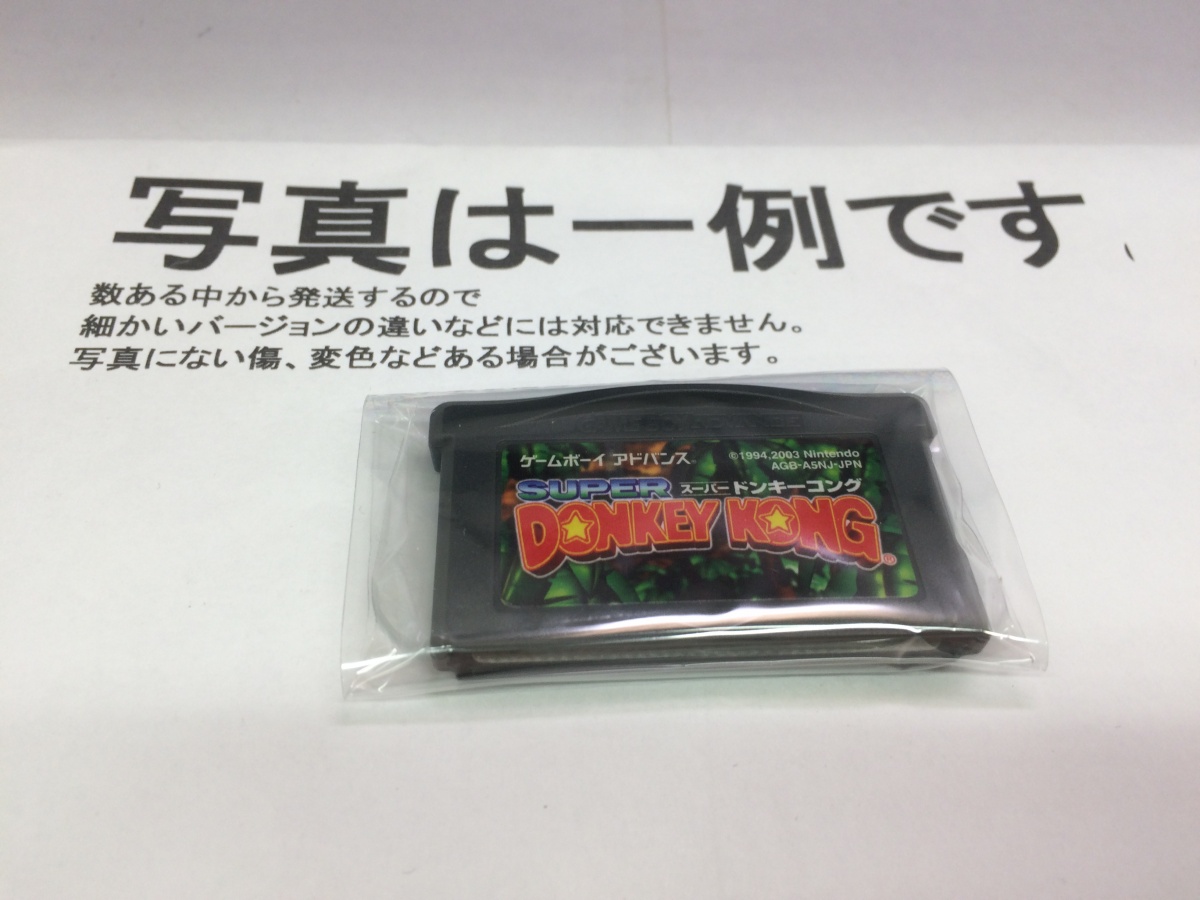 写真は一例です。
数ある中から発送するので
細かいバージョンの違いなどには対応できません。
写真にない傷、変色などある場合がございます。
ゲームボーイ アドバンス™
©1994,2003 Nintendo
AGB-A5NJ-JPN
SUPER スーパードンキーコング
DONKEY KONG®